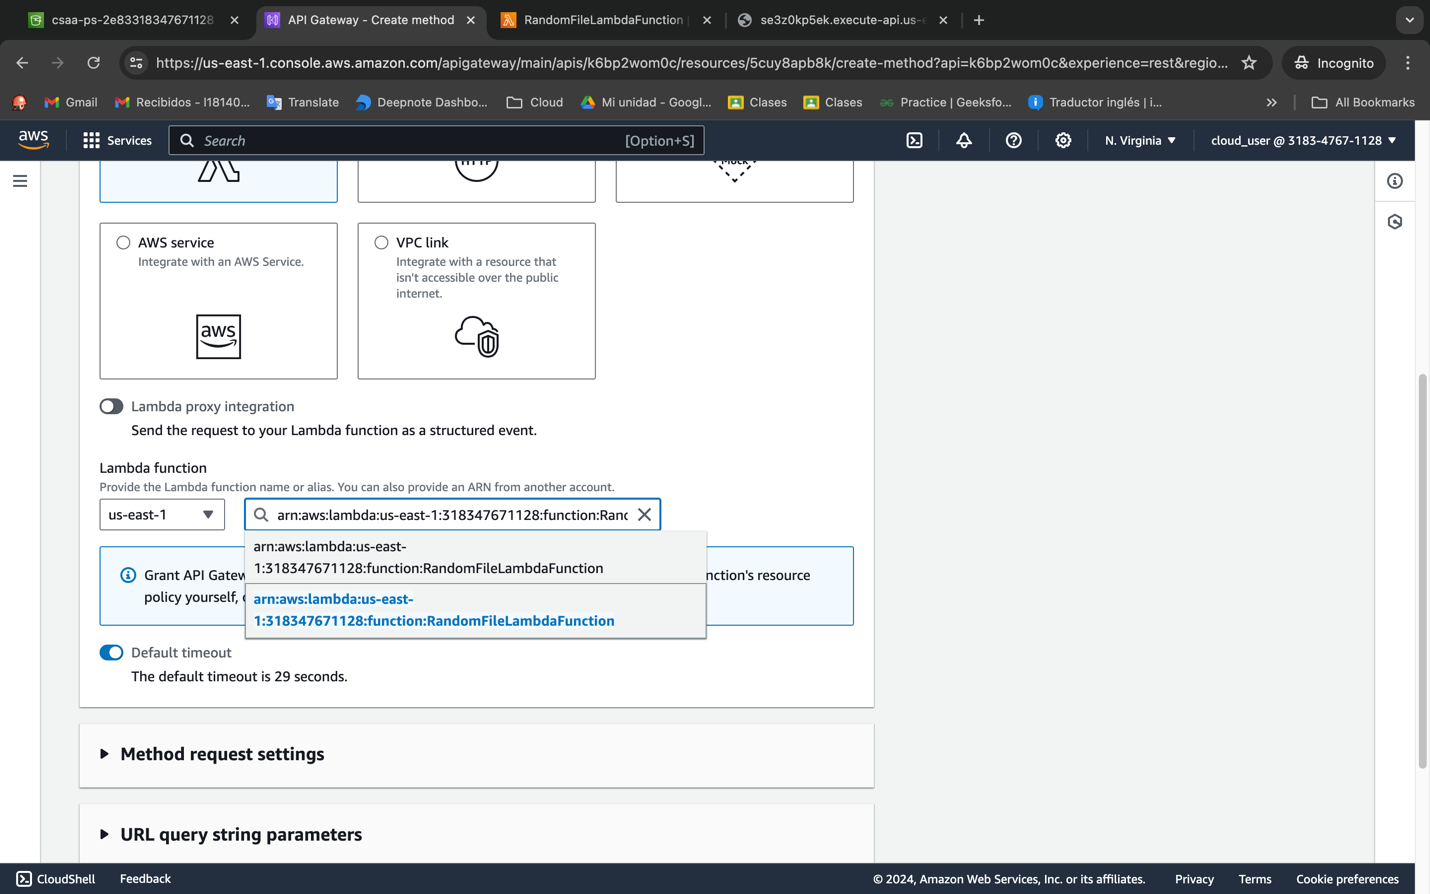 csaa-ps-2e83318347671128
API Gateway - Create method
RandomFileLambdaFunction
se3z0kp5ek.execute-api.us-e
https://us-east-1.console.aws.amazon.com/apigateway/main/apis/k6bp2wom0c/resources/5cuy8apb8k/create-method?api=k6bp2wom0c&experience=rest&regio...
Incognito
Gmail
Recibidos - l18140...
Translate
Deepnote Dashbo...
Cloud
Mi unidad - Googl...
Clases
Clases
Practice | Geeksfo...
Traductor inglés | i...
All Bookmarks
aws
Services
Search
[Option+S]
N. Virginia
cloud_user @ 3183-4767-1128
HTTP
Mock
AWS service
Integrate with an AWS Service.
aws
VPC link
Integrate with a resource that
isn't accessible over the public
internet.
Lambda proxy integration
Send the request to your Lambda function as a structured event.
Lambda function
Provide the Lambda function name or alias. You can also provide an ARN from another account.
us-east-1
arn:aws:lambda:us-east-1:318347671128:function:Ranc
arn:aws:lambda:us-east-
1:318347671128:function:RandomFileLambdaFunction
arn:aws:lambda:us-east-
1:318347671128:function:RandomFileLambdaFunction
Grant API Gatew
nction's resource
policy yourself,
Default timeout
The default timeout is 29 seconds.
Method request settings
URL query string parameters
CloudShell
Feedback
© 2024, Amazon Web Services, Inc. or its affiliates.
Privacy
Terms
Cookie preferences